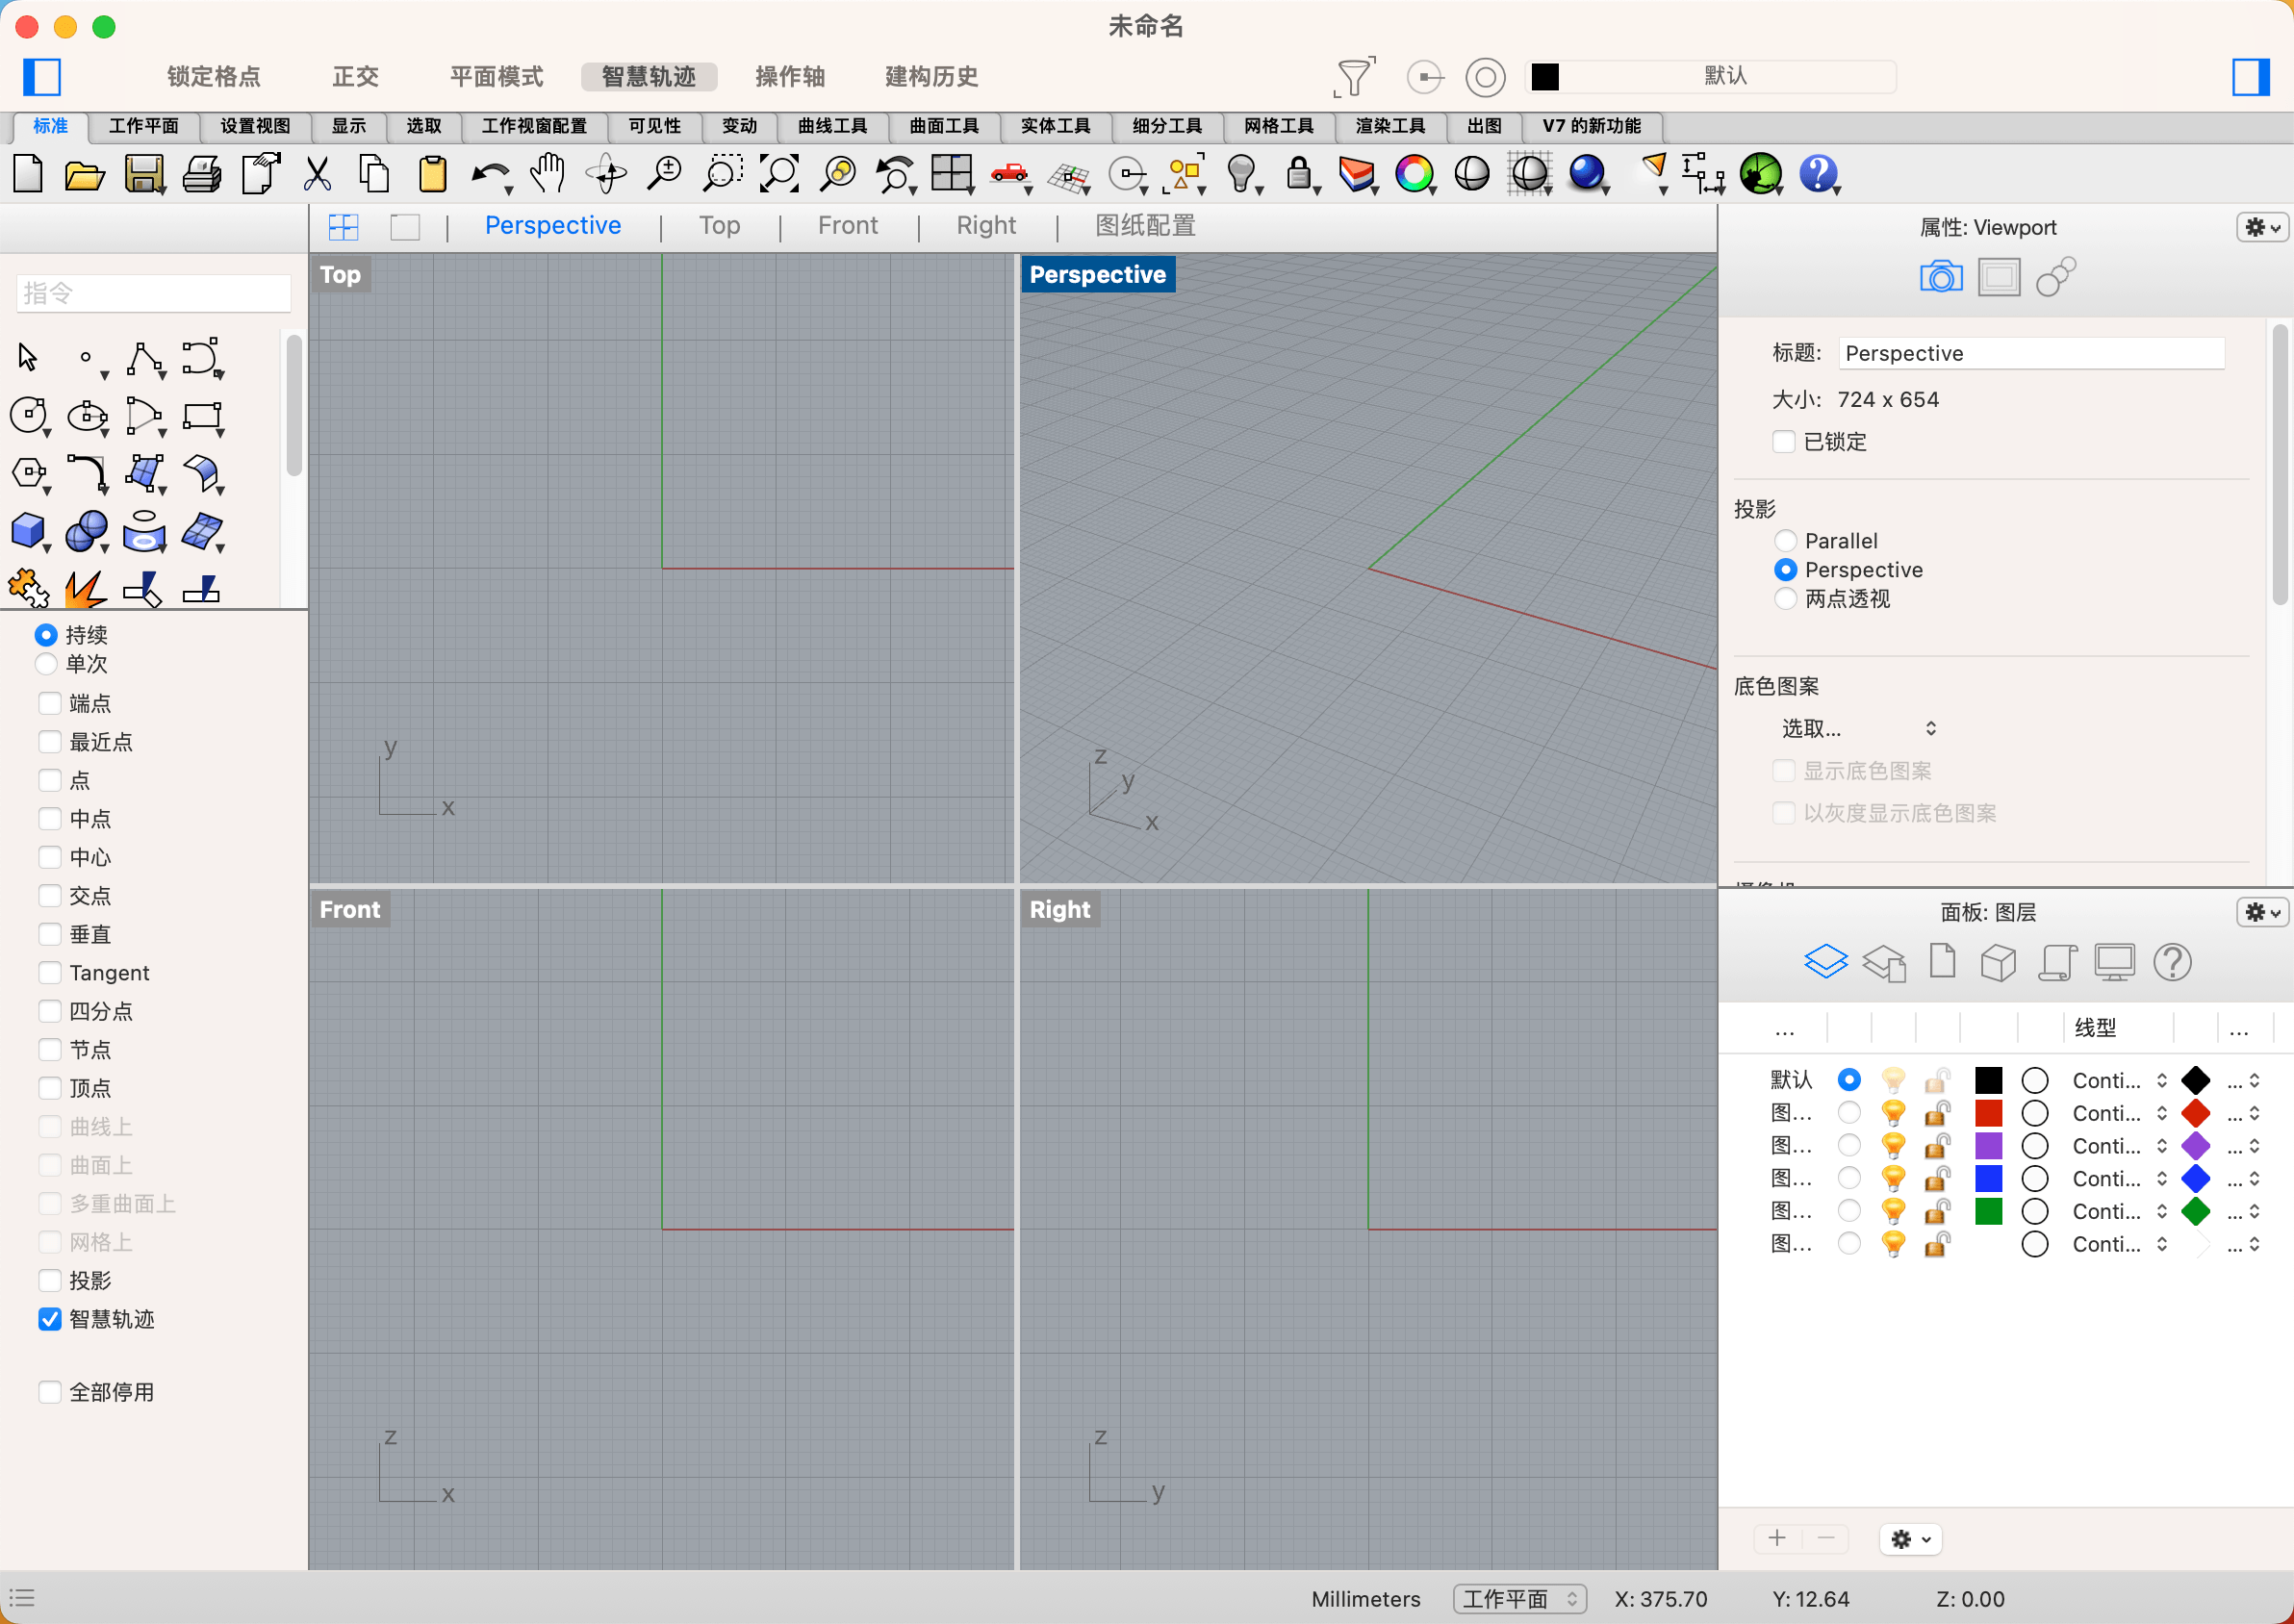 未命名
锁定格点 正交 平面模式 智慧轨迹 操作轴 建构历史 默认
标准 工作平面 设置视图 显示 选取 工作视窗配置 可见性 变动 曲线工具 曲面工具 实体工具 细分工具 网格工具 渲染工具 出图 V7 的新功能
Perspective Top Front Right 图纸配置
指令
持续
单次
端点
最近点
点
中点
中心
交点
垂直
Tangent
四分点
节点
顶点
曲线上
曲面上
多重曲面上
网格上
投影
智慧轨迹
全部停用
Top
y
x
Perspective
z
y
x
Front
z
x
Right
z
y
属性: Viewport
标题: Perspective
大小: 724 x 654
已锁定
投影
Parallel
Perspective
两点透视
底色图案
选取...
显示底色图案
以灰度显示底色图案
面板: 图层
... 线型 ...
默认 Conti... ...
图... Conti... ...
图... Conti... ...
图... Conti... ...
图... Conti... ...
图... Conti... ...
Millimeters 工作平面 X: 375.70 Y: 12.64 Z: 0.00